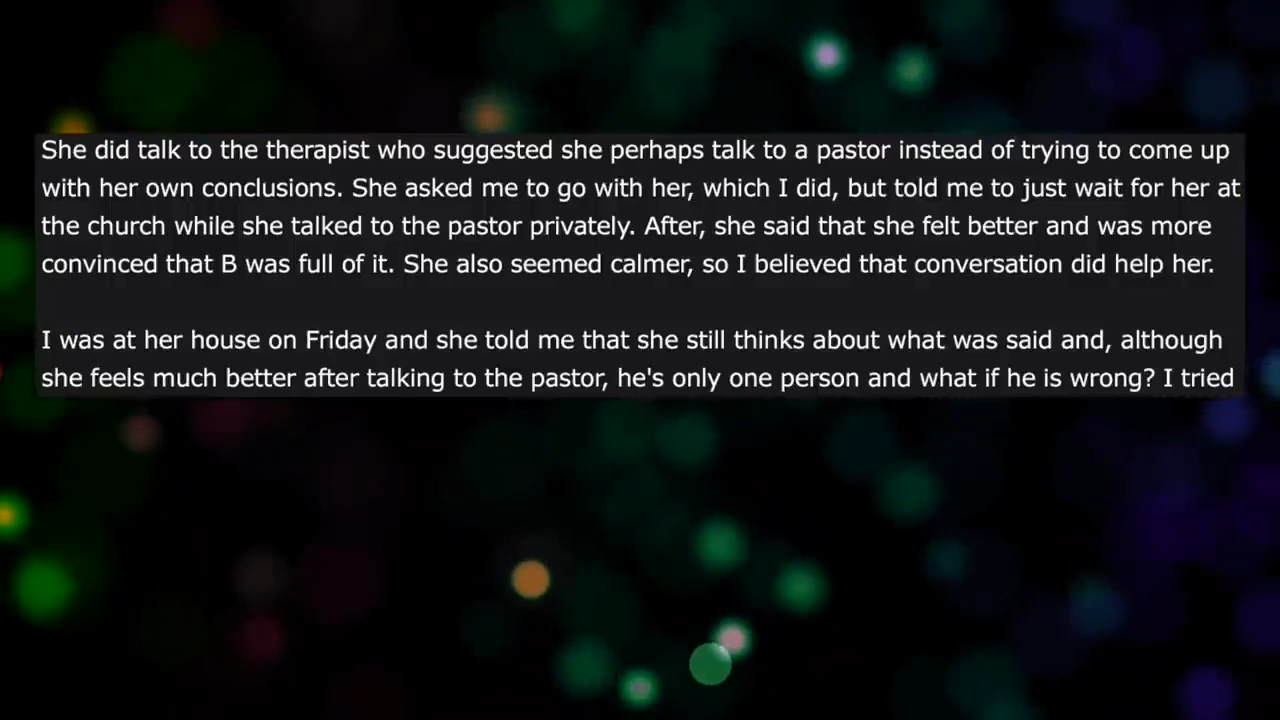 She did talk to the therapist who suggested she perhaps talk to a pastor instead of trying to come up
with her own conclusions. She asked me to go with her, which I did, but told me to just wait for her at
the church while she talked to the pastor privately. After, she said that she felt better and was more
convinced that B was full of it. She also seemed calmer, so I believed that conversation did help her.
I was at her house on Friday and she told me that she still thinks about what was said and, although
she feels much better after talking to the pastor, he's only one person and what if he is wrong? I tried